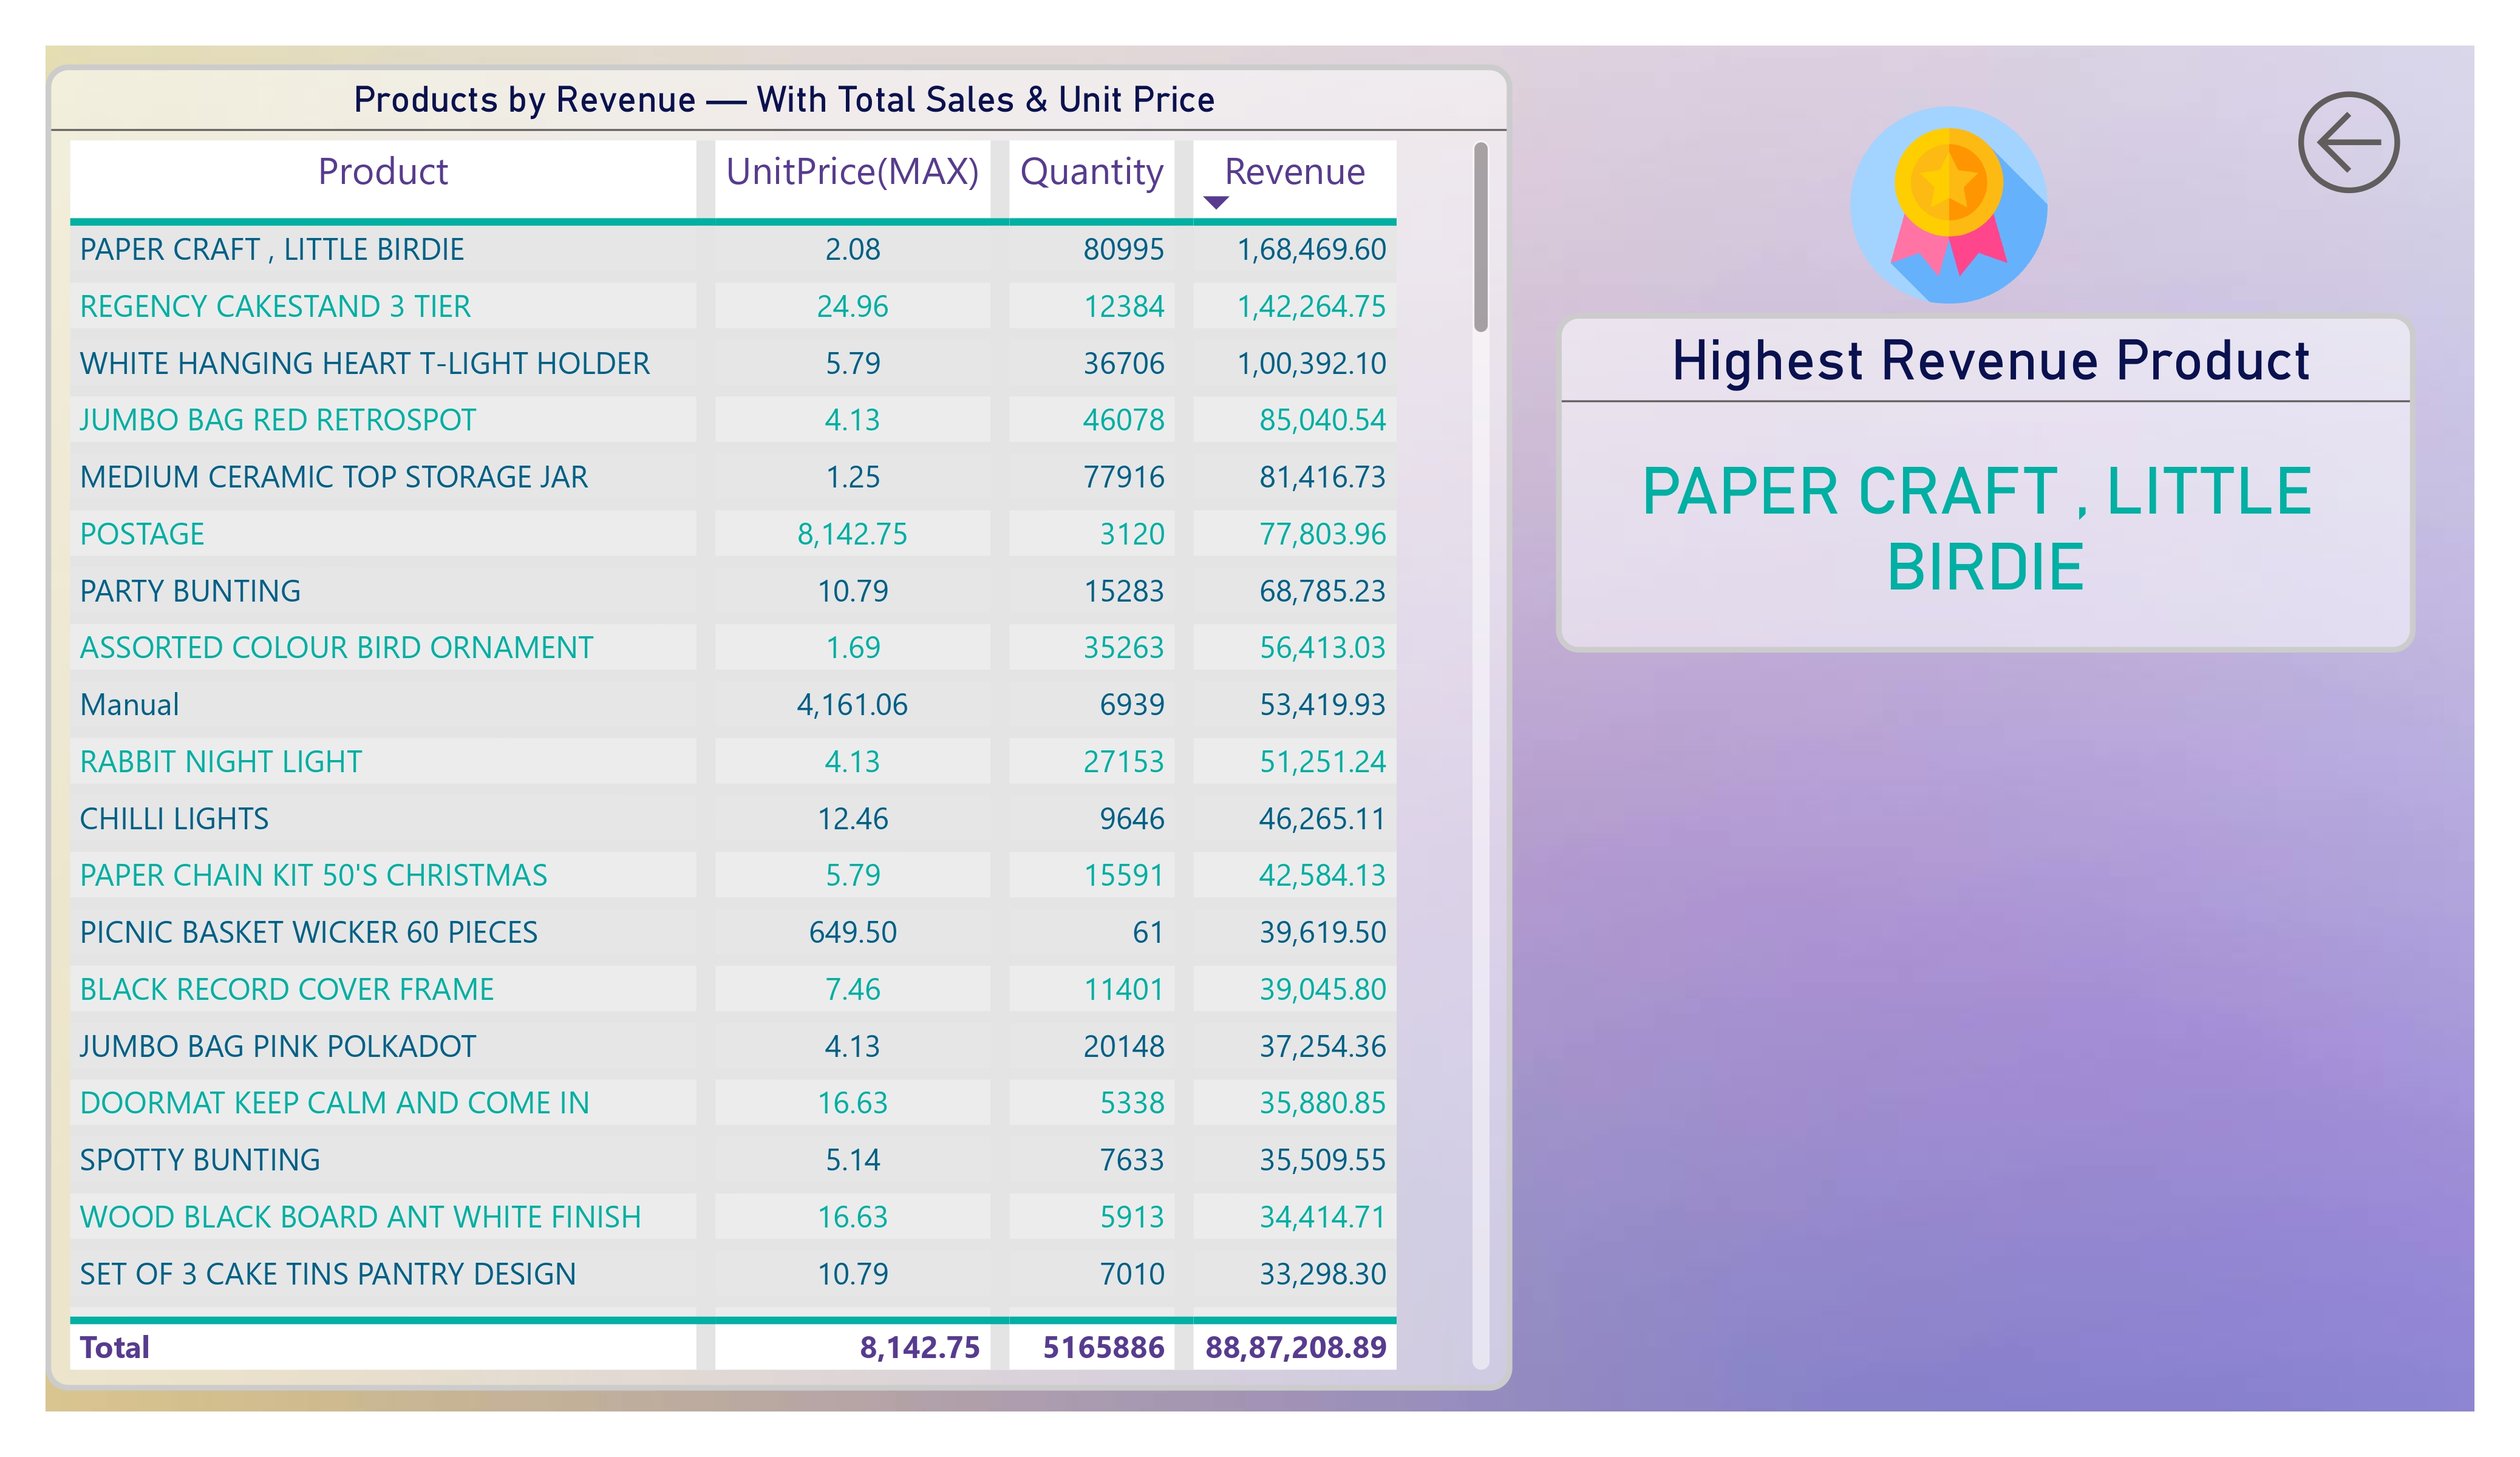 Products by Revenue — With Total Sales & Unit Price
Product UnitPrice(MAX) Quantity Revenue
PAPER CRAFT , LITTLE BIRDIE 2.08 80995 1,68,469.60
REGENCY CAKESTAND 3 TIER 24.96 12384 1,42,264.75
WHITE HANGING HEART T-LIGHT HOLDER 5.79 36706 1,00,392.10
JUMBO BAG RED RETROSPOT 4.13 46078 85,040.54
MEDIUM CERAMIC TOP STORAGE JAR 1.25 77916 81,416.73
POSTAGE 8,142.75 3120 77,803.96
PARTY BUNTING 10.79 15283 68,785.23
ASSORTED COLOUR BIRD ORNAMENT 1.69 35263 56,413.03
Manual 4,161.06 6939 53,419.93
RABBIT NIGHT LIGHT 4.13 27153 51,251.24
CHILLI LIGHTS 12.46 9646 46,265.11
PAPER CHAIN KIT 50'S CHRISTMAS 5.79 15591 42,584.13
PICNIC BASKET WICKER 60 PIECES 649.50 61 39,619.50
BLACK RECORD COVER FRAME 7.46 11401 39,045.80
JUMBO BAG PINK POLKADOT 4.13 20148 37,254.36
DOORMAT KEEP CALM AND COME IN 16.63 5338 35,880.85
SPOTTY BUNTING 5.14 7633 35,509.55
WOOD BLACK BOARD ANT WHITE FINISH 16.63 5913 34,414.71
SET OF 3 CAKE TINS PANTRY DESIGN 10.79 7010 33,298.30
Total 8,142.75 5165886 88,87,208.89
Highest Revenue Product
PAPER CRAFT , LITTLE
BIRDIE